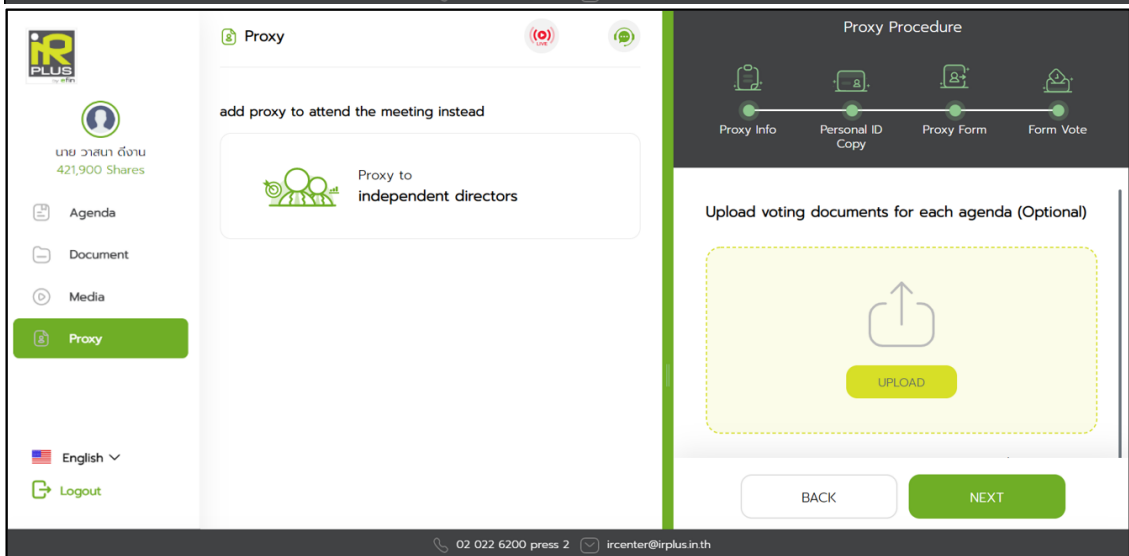 iR
PLUS
by efin
นาย วาสนา ดีงาน
421,900 Shares
Agenda
Document
Media
Proxy
English
Logout
Proxy
LIVE
add proxy to attend the meeting instead
Proxy to
independent directors
Proxy Procedure
Proxy Info
Personal ID
Copy
Proxy Form
Form Vote
Upload voting documents for each agenda (Optional)
UPLOAD
BACK
NEXT
02 022 6200 press 2
ircenter@irplus.in.th